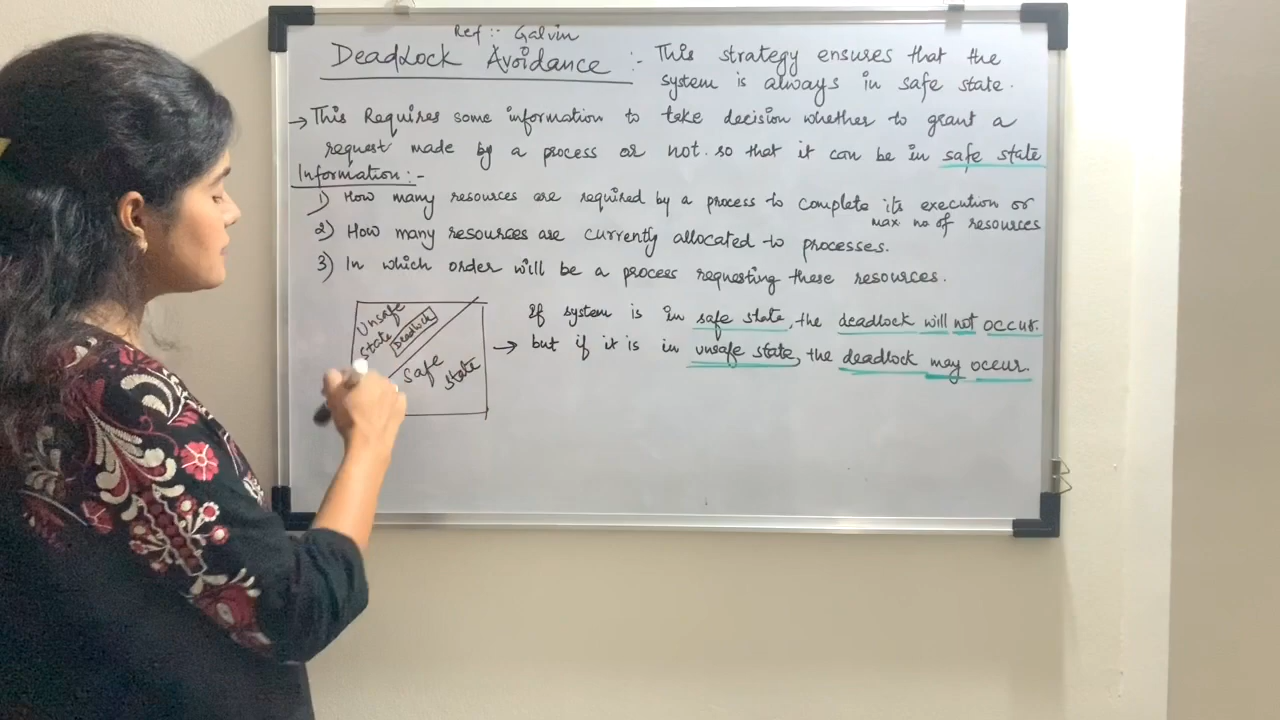 Ref :- Galvin
DeadLock Avoidance :- This strategy ensures that the
system is always in safe state.
→ This Requires some information to take decision whether to grant a
request made by a process or not. so that it can be in safe state
Information :-
1) How many resources are required by a process to complete its execution or
max no. of resources
2) How many resources are currently allocated to processes.
3) In which order will be a process requesting these resources.
Unsafe
state
Deadlock
safe
state
If system is in safe state, the deadlock will not occur.
→ but if it is in unsafe state, the deadlock may occur.